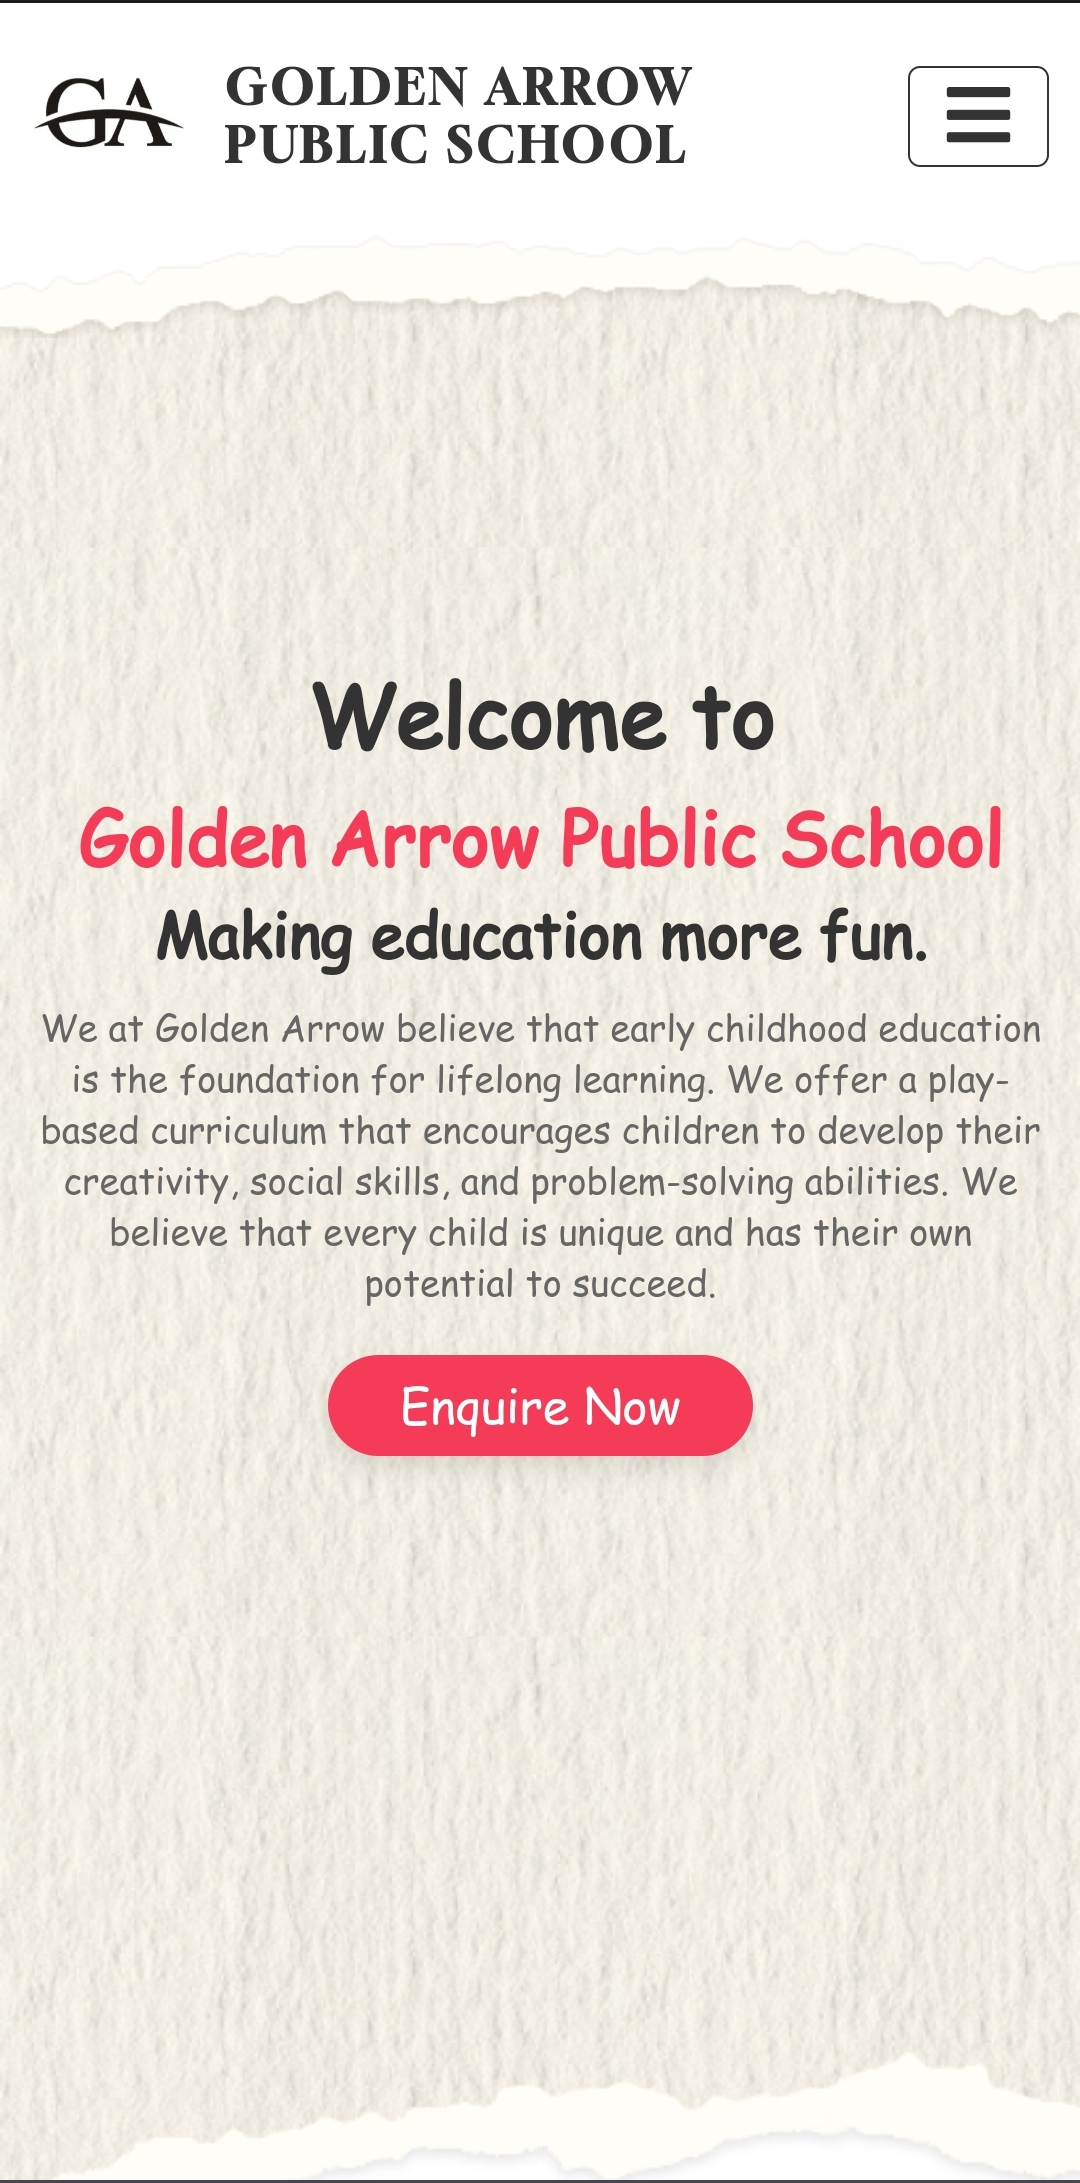 GA
GOLDEN ARROW
PUBLIC SCHOOL
Welcome to
Golden Arrow Public School
Making education more fun.
We at Golden Arrow believe that early childhood education
is the foundation for lifelong learning. We offer a play-
based curriculum that encourages children to develop their
creativity, social skills, and problem-solving abilities. We
believe that every child is unique and has their own
potential to succeed.
Enquire Now